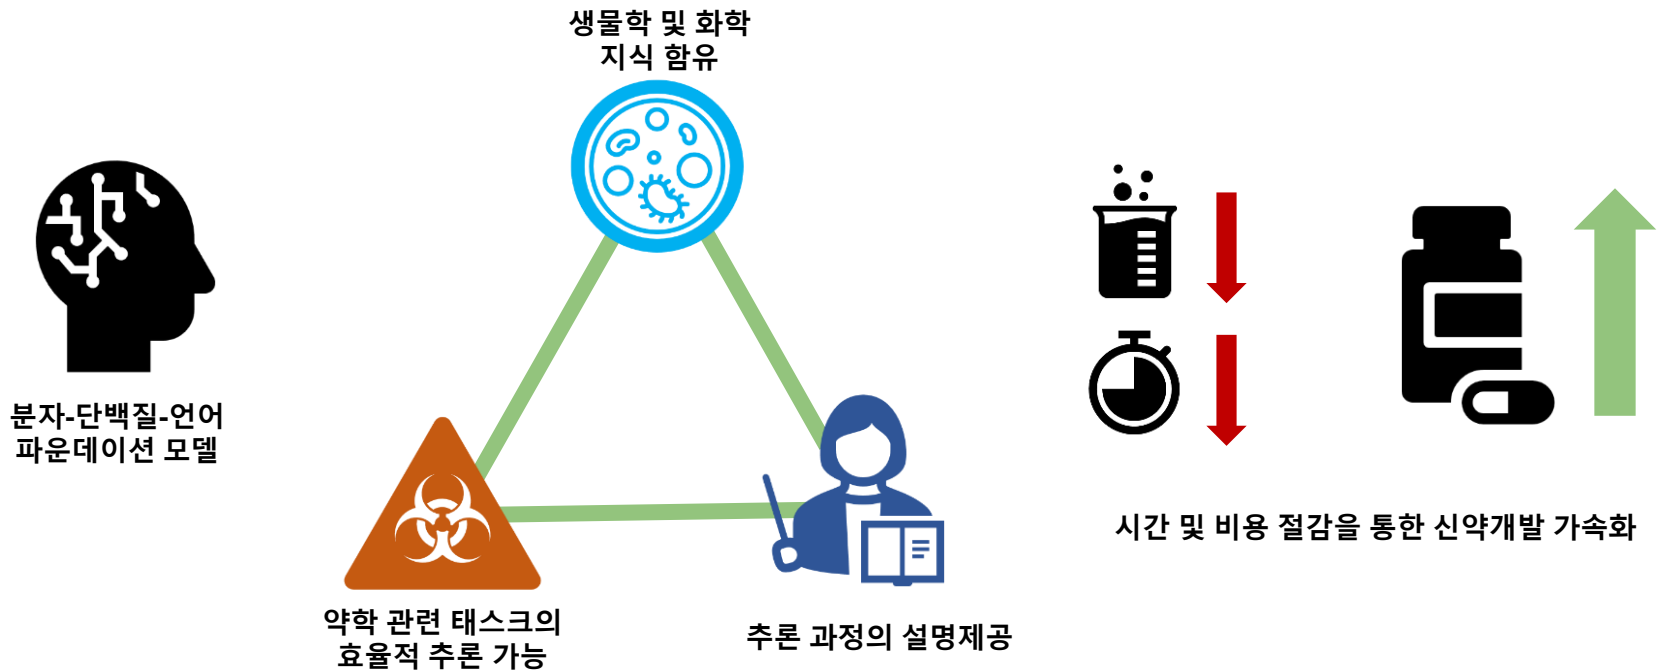 생물학 및 화학
지식 함유
분자-단백질-언어
파운데이션 모델
약학 관련 태스크의
효율적 추론 가능
추론 과정의 설명제공
시간 및 비용 절감을 통한 신약개발 가속화